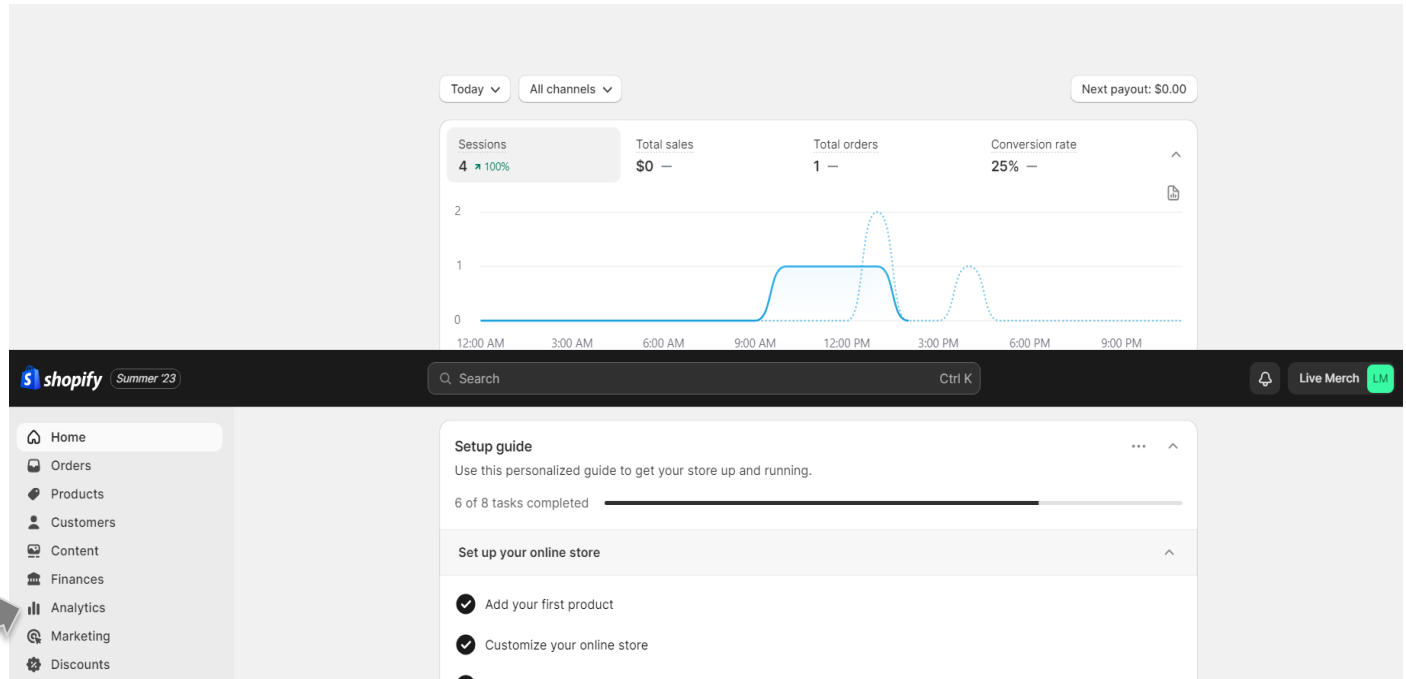 Today
All channels
Next payout: $0.00
Sessions
Total sales
Total orders
Conversion rate
4 100%
$0 —
1 —
25% —
2
1
0
12:00 AM 3:00 AM 6:00 AM 9:00 AM 12:00 PM 3:00 PM 6:00 PM 9:00 PM
shopify Summer '23
Search Ctrl K
Live Merch LM
Home
Orders
Products
Customers
Content
Finances
Analytics
Marketing
Discounts
Setup guide
Use this personalized guide to get your store up and running.
6 of 8 tasks completed
Set up your online store
Add your first product
Customize your online store